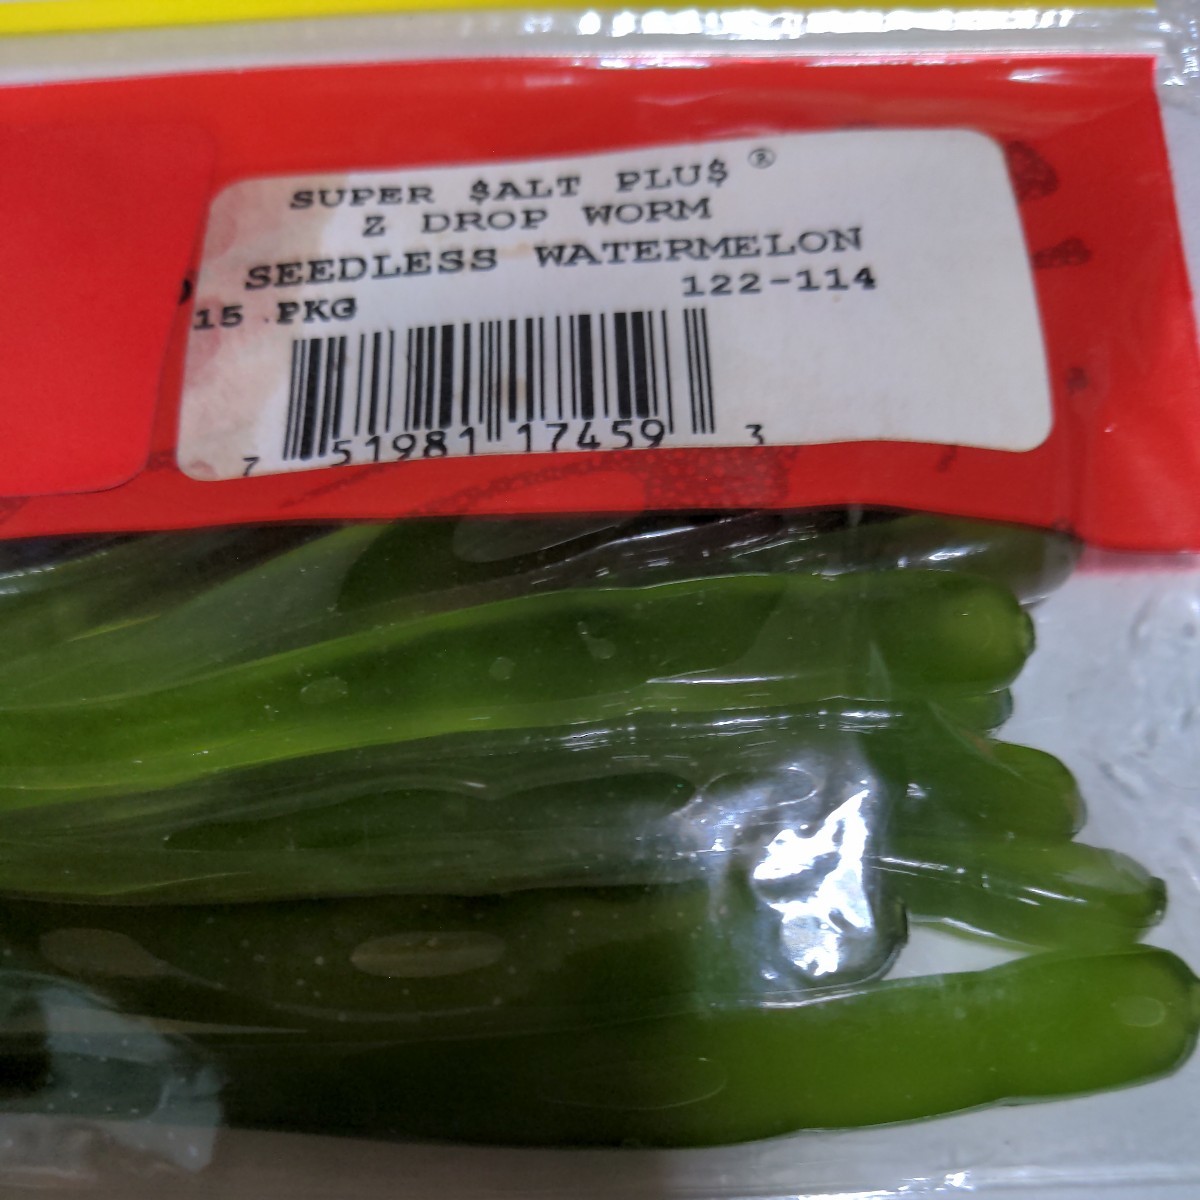 SUPER $ALT PLU$ ®
Z DROP WORM
SEEDLESS WATERMELON
122-114
15 PKG
7 51981 17459 3